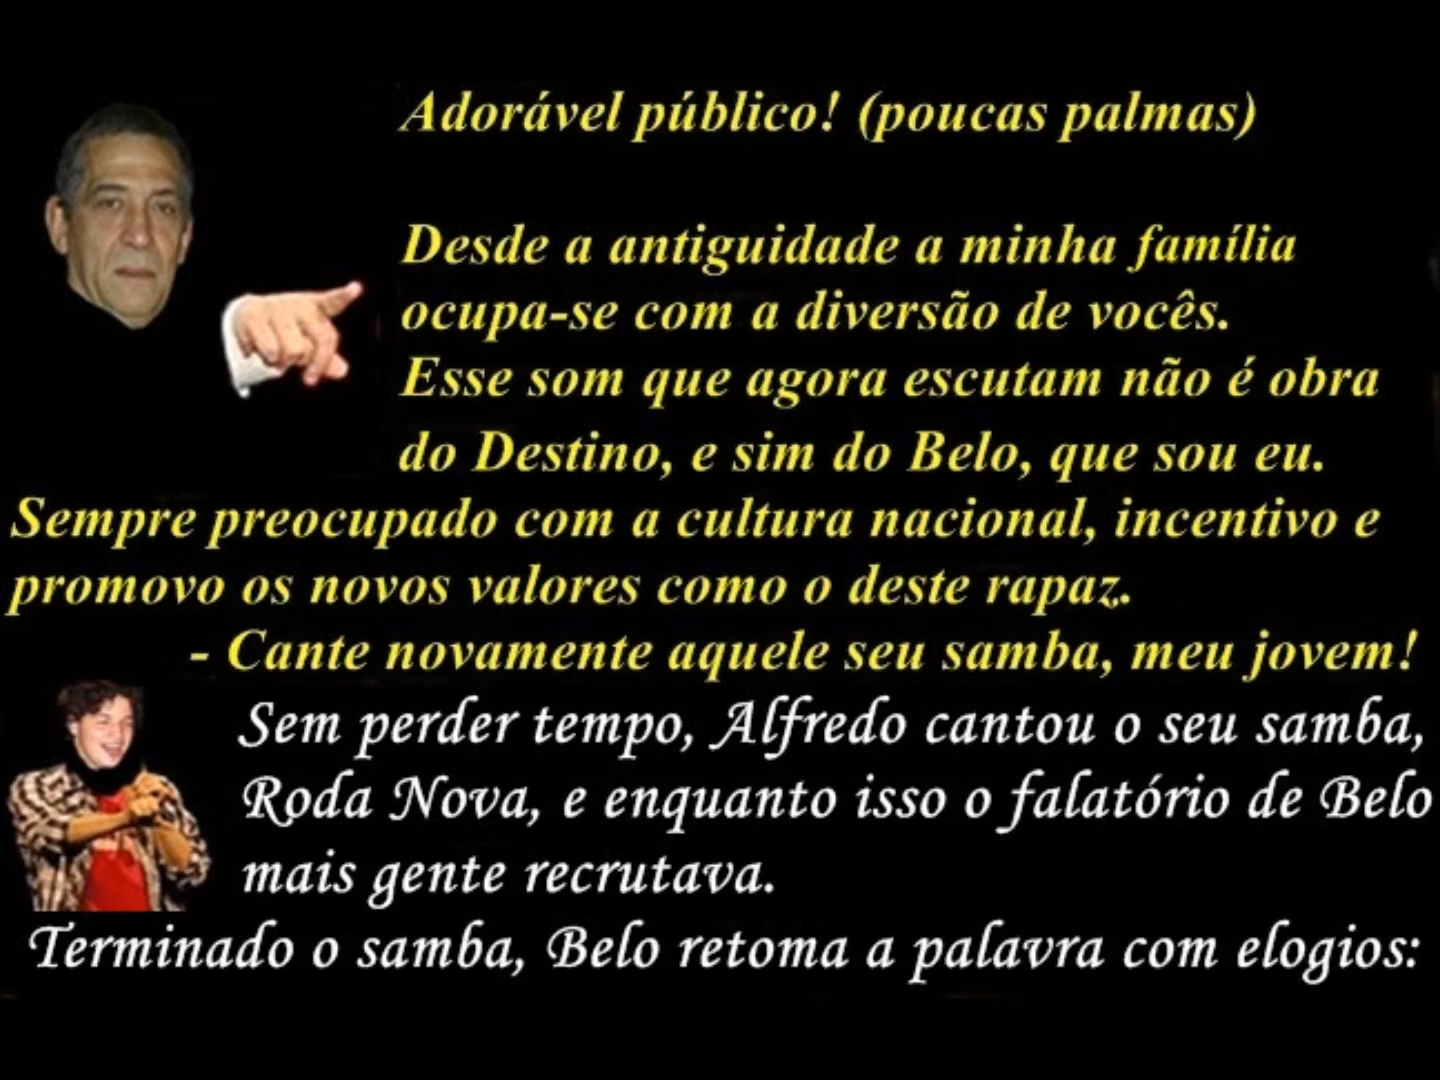 Adorável público! (poucas palmas)
Desde a antiguidade a minha família
ocupa-se com a diversão de vocês.
Esse som que agora escutam não é obra
do Destino, e sim do Belo, que sou eu.
Sempre preocupado com a cultura nacional, incentivo e
promovo os novos valores como o deste rapaz.
- Cante novamente aquele seu samba, meu jovem!
Sem perder tempo, Alfredo cantou o seu samba,
Roda Nova, e enquanto isso o falatório de Belo
mais gente recrutava.
Terminado o samba, Belo retoma a palavra com elogios: